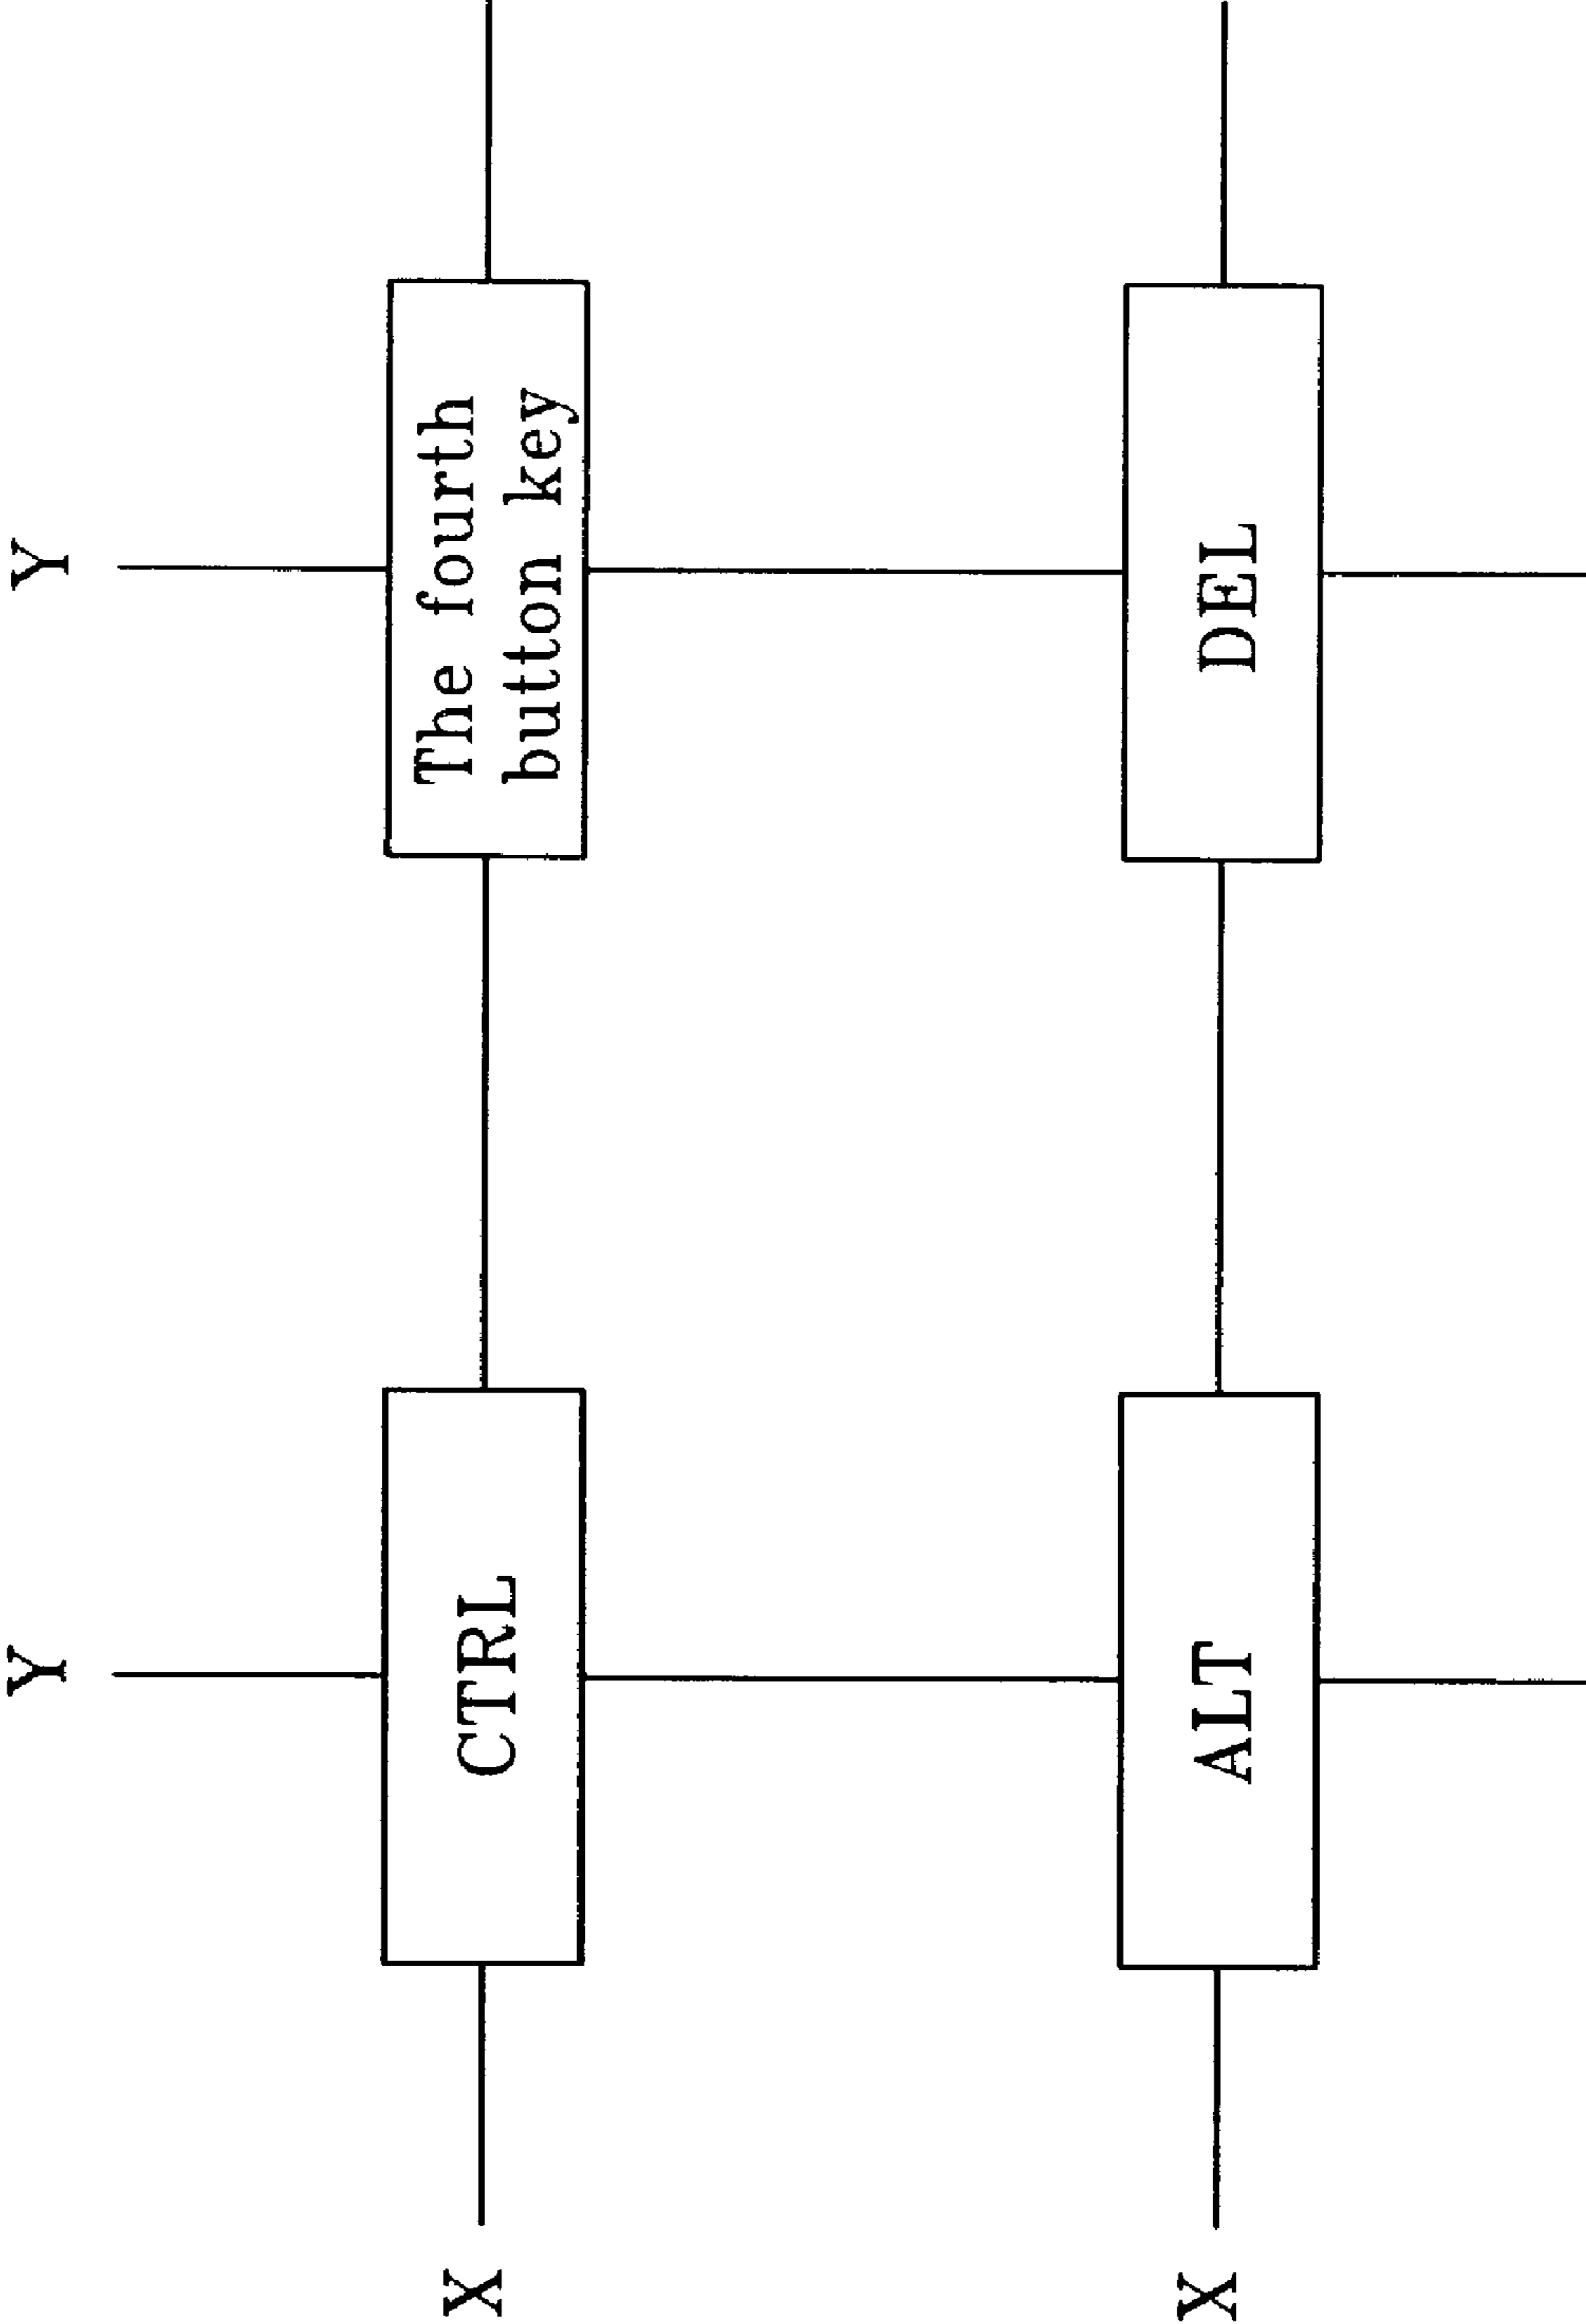 Y
Y
X
CTRL
The fourth
button key
X
ALT
DEL